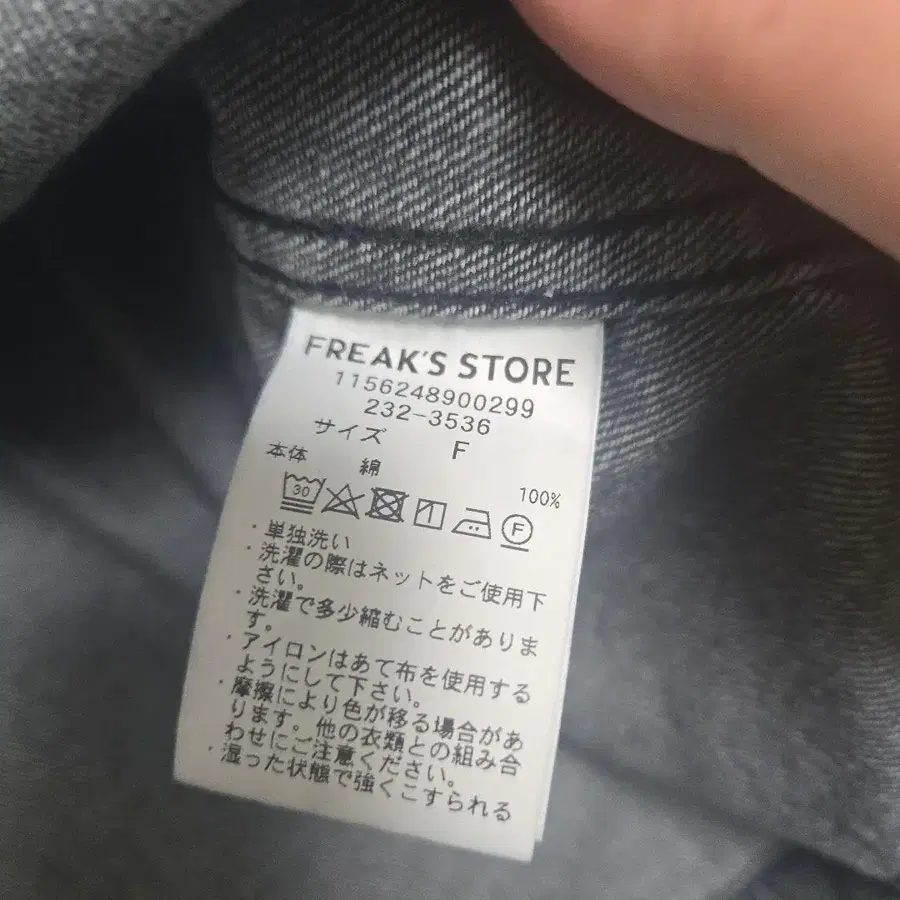 FREAK'S STORE
1156248900299
232-3536
サイズ F
本体 綿 100%
30 F
・単独洗い
・洗濯の際はネットをご使用下
さい。
・洗濯で多少縮むことがありま
す。
・アイロンはあて布を使用する
ようにして下さい。
・摩擦により色が移る場合があ
ります。他の衣類との組み合
わせにご注意ください。
・湿った状態で強くこすられる